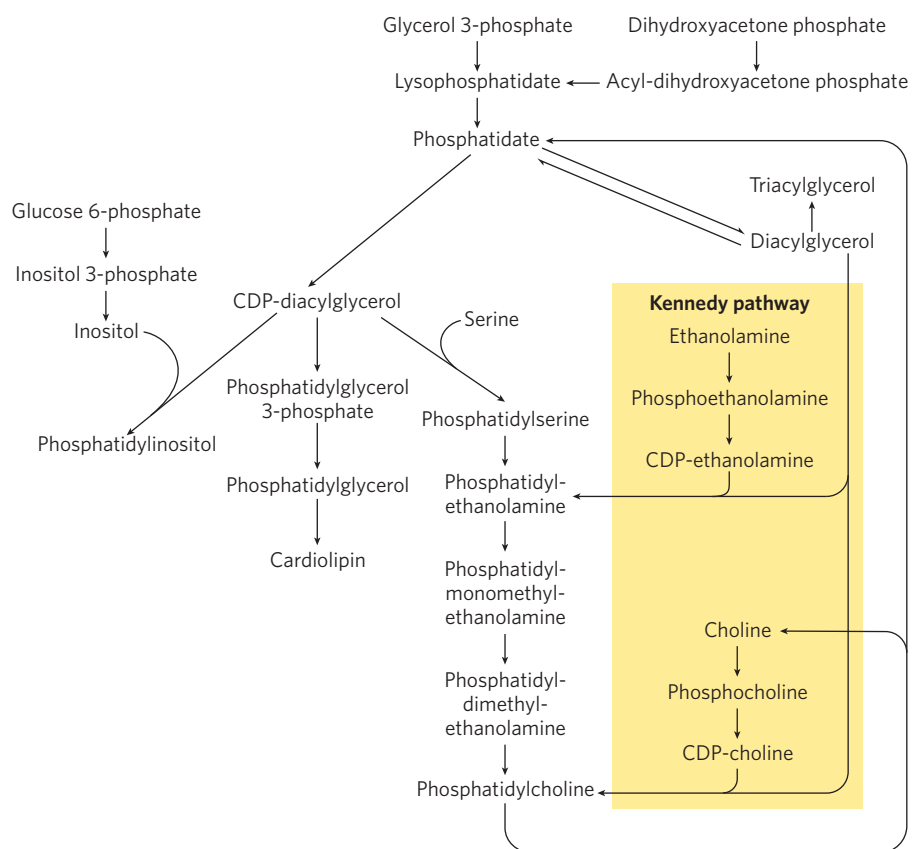 Glycerol 3-phosphate
Dihydroxyacetone phosphate
Lysophosphatidate
Acyl-dihydroxyacetone phosphate
Phosphatidate
Triacylglycerol
Glucose 6-phosphate
Diacylglycerol
Inositol 3-phosphate
CDP-diacylglycerol
Kennedy pathway
Inositol
Serine
Ethanolamine
Phosphatidylglycerol
3-phosphate
Phosphoethanolamine
Phosphatidylserine
Phosphatidylinositol
CDP-ethanolamine
Phosphatidylglycerol
Phosphatidyl-
ethanolamine
Cardiolipin
Phosphatidyl-
monomethyl-
ethanolamine
Choline
Phosphatidyl-
dimethyl-
ethanolamine
Phosphocholine
CDP-choline
Phosphatidylcholine